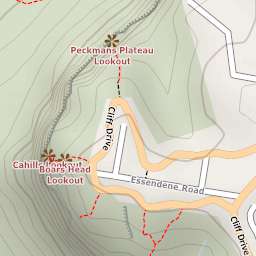 Peckmans Plateau
Lookout
Cliff Drive
Cahills Lookout
Boars Head
Lookout
Essendene Road
Cliff Drive